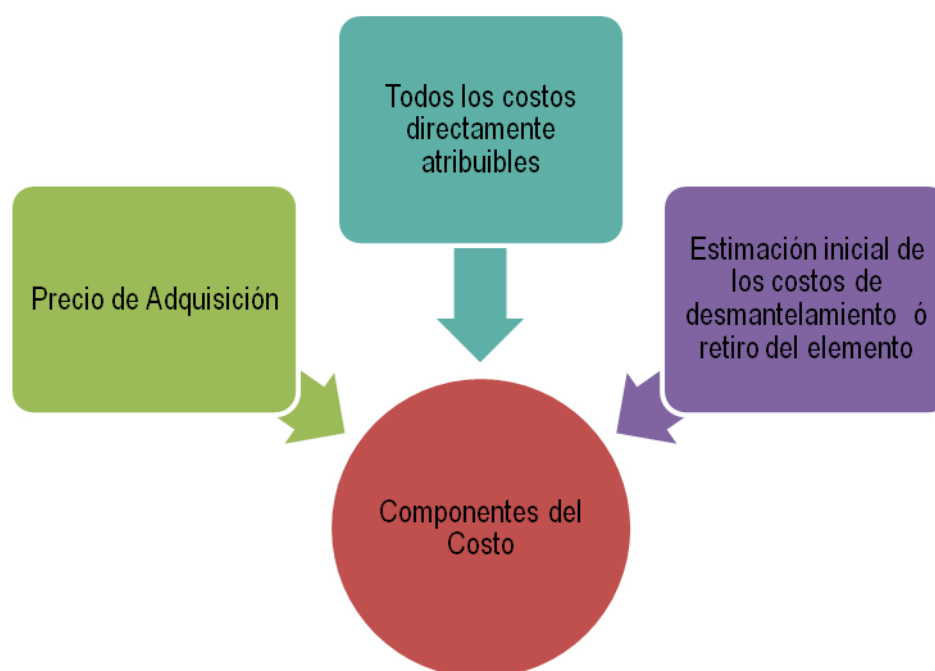 Todos los costos
directamente
atribuibles
Precio de Adquisición
Estimación inicial de
los costos de
desmantelamiento ó
retiro del elemento
Componentes del
Costo